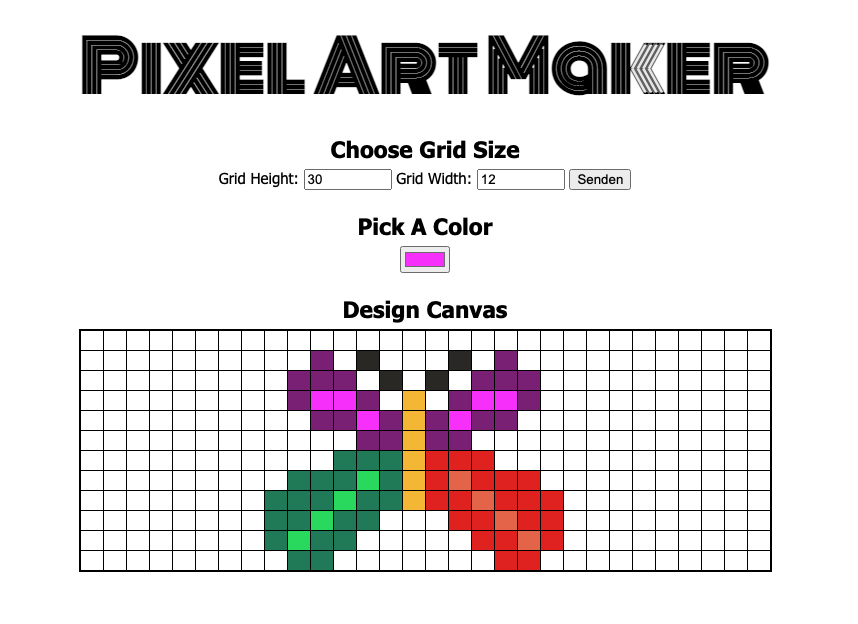 Pixel Art Maker
Choose Grid Size
Grid Height: 30 Grid Width: 12 Senden
Pick A Color
Design Canvas